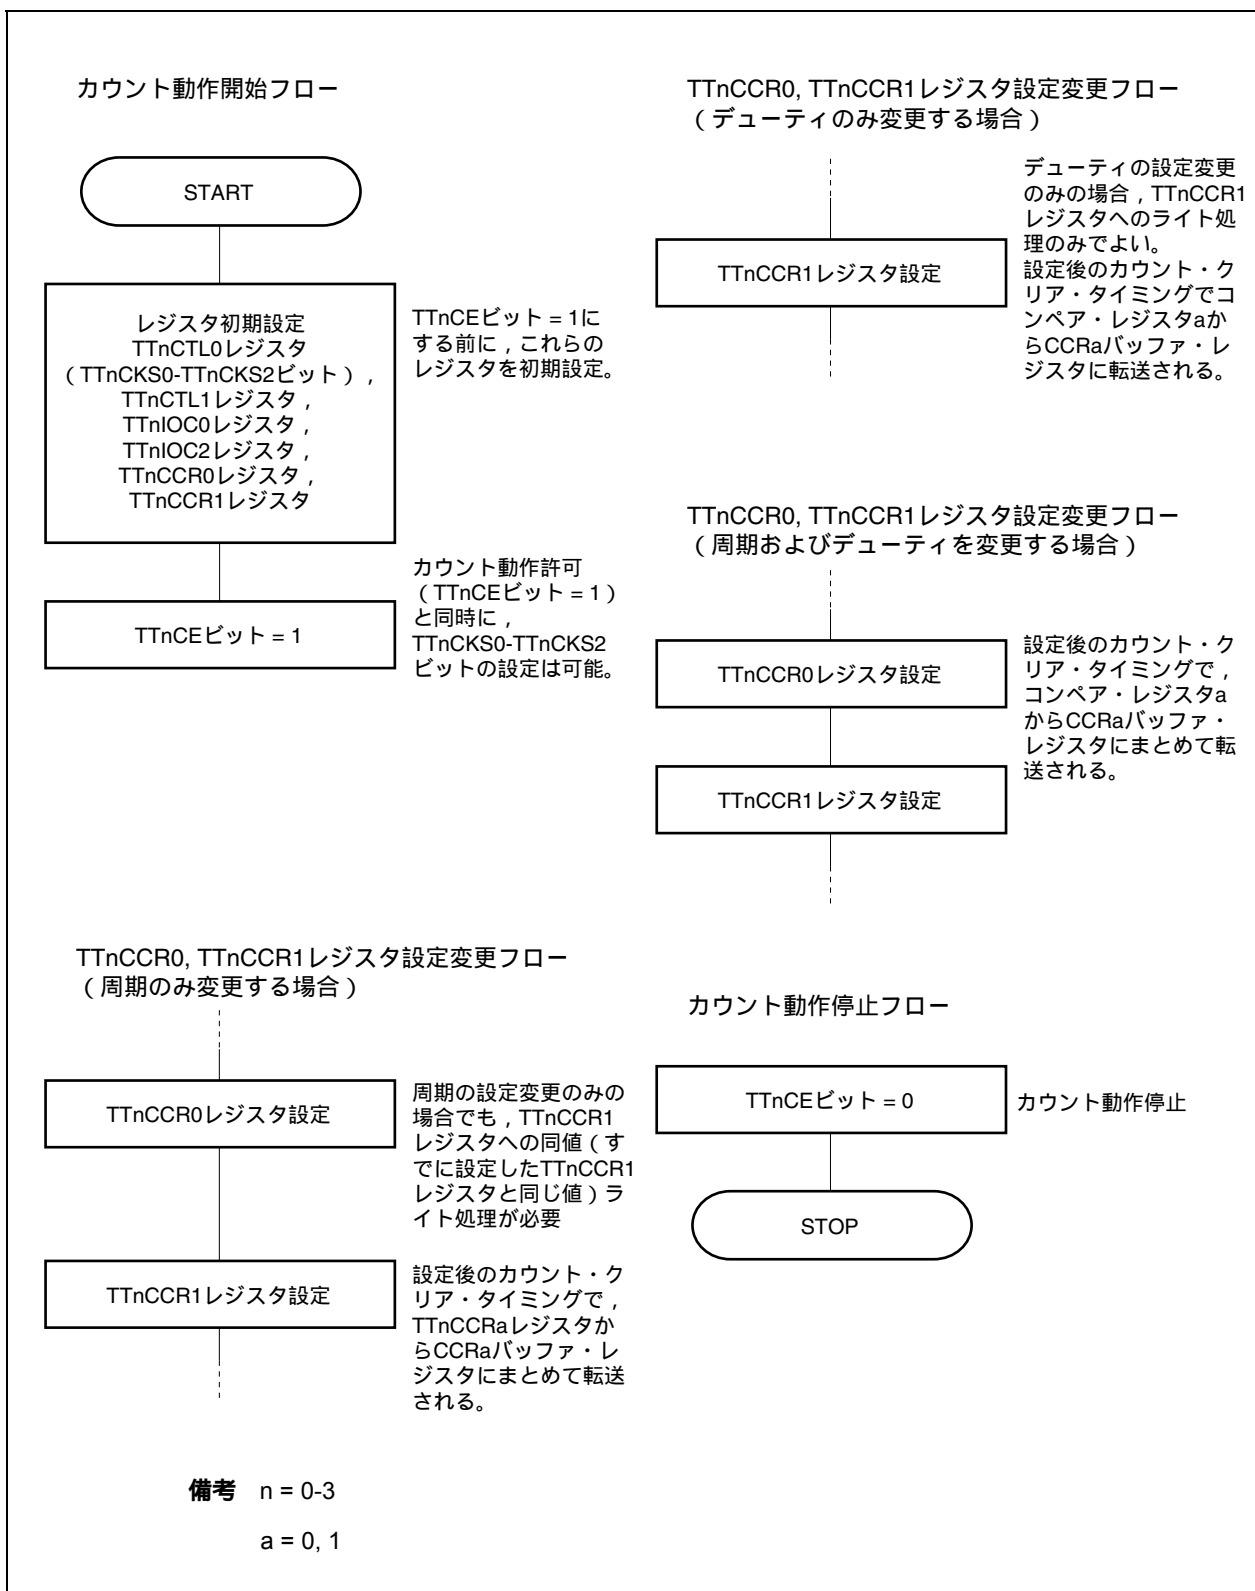 カウント動作開始フロー
START
レジスタ初期設定
TTnCTL0レジスタ
（TTnCKS0-TTnCKS2ビット），
TTnCTL1レジスタ，
TTnIOC0レジスタ，
TTnIOC2レジスタ，
TTnCCR0レジスタ，
TTnCCR1レジスタ
TTnCEビット = 1に
する前に，これらの
レジスタを初期設定。
TTnCEビット = 1
カウント動作許可
（TTnCEビット = 1）
と同時に，
TTnCKS0-TTnCKS2
ビットの設定は可能。
TTnCCR0, TTnCCR1レジスタ設定変更フロー
（周期のみ変更する場合）
TTnCCR0レジスタ設定
周期の設定変更のみの
場合でも，TTnCCR1
レジスタへの同値（す
でに設定したTTnCCR1
レジスタと同じ値）ラ
イト処理が必要
TTnCCR1レジスタ設定
設定後のカウント・ク
リア・タイミングで，
TTnCCRaレジスタか
らCCRaバッファ・レ
ジスタにまとめて転送
される。
TTnCCR0, TTnCCR1レジスタ設定変更フロー
（デューティのみ変更する場合）
TTnCCR1レジスタ設定
デューティの設定変更
のみの場合，TTnCCR1
レジスタへのライト処
理のみでよい。
設定後のカウント・ク
リア・タイミングでコ
ンペア・レジスタaか
らCCRaバッファ・レ
ジスタに転送される。
TTnCCR0, TTnCCR1レジスタ設定変更フロー
（周期およびデューティを変更する場合）
TTnCCR0レジスタ設定
設定後のカウント・ク
リア・タイミングで，
コンペア・レジスタa
からCCRaバッファ・
レジスタにまとめて転
送される。
TTnCCR1レジスタ設定
カウント動作停止フロー
TTnCEビット = 0
カウント動作停止
STOP
備考 n = 0-3
a = 0, 1